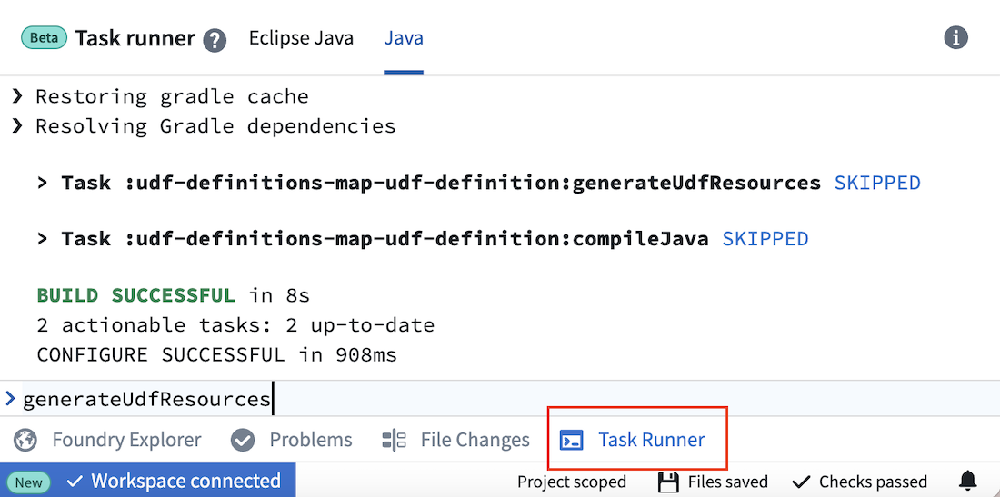 Beta Task runner ? Eclipse Java Java i
❯ Restoring gradle cache
❯ Resolving Gradle dependencies
> Task :udf-definitions-map-udf-definition:generateUdfResources SKIPPED
> Task :udf-definitions-map-udf-definition:compileJava SKIPPED
BUILD SUCCESSFUL in 8s
2 actionable tasks: 2 up-to-date
CONFIGURE SUCCESSFUL in 908ms
> generateUdfResources
Foundry Explorer Problems File Changes Task Runner
New Workspace connected Project scoped Files saved Checks passed